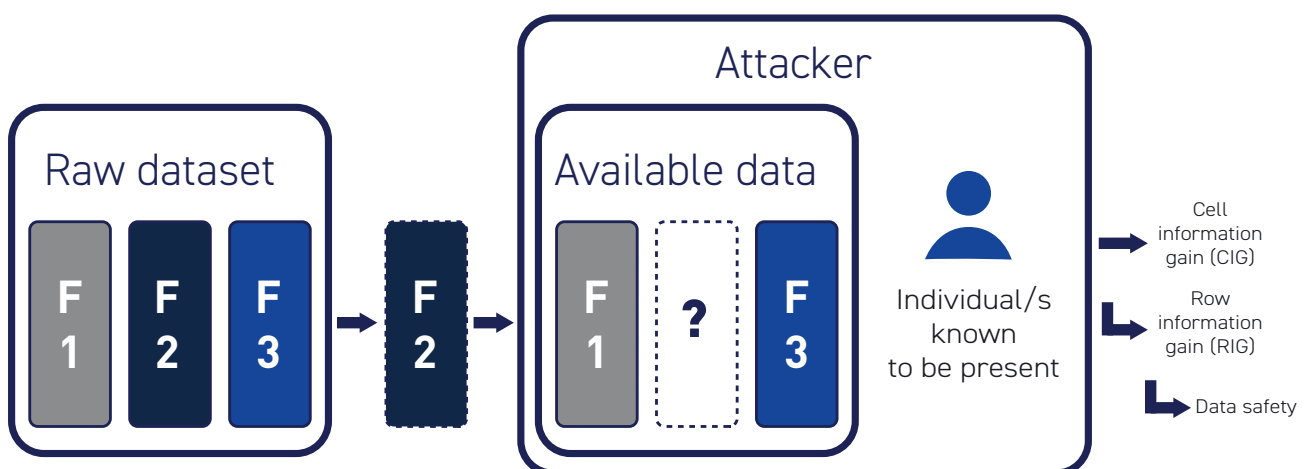 Attacker
Raw dataset
F F F
1 2 3
F
2
Available data
F ? F
1 3
Individual/s
known
to be present
Cell
information
gain (CIG)
Row
information
gain (RIG)
Data safety